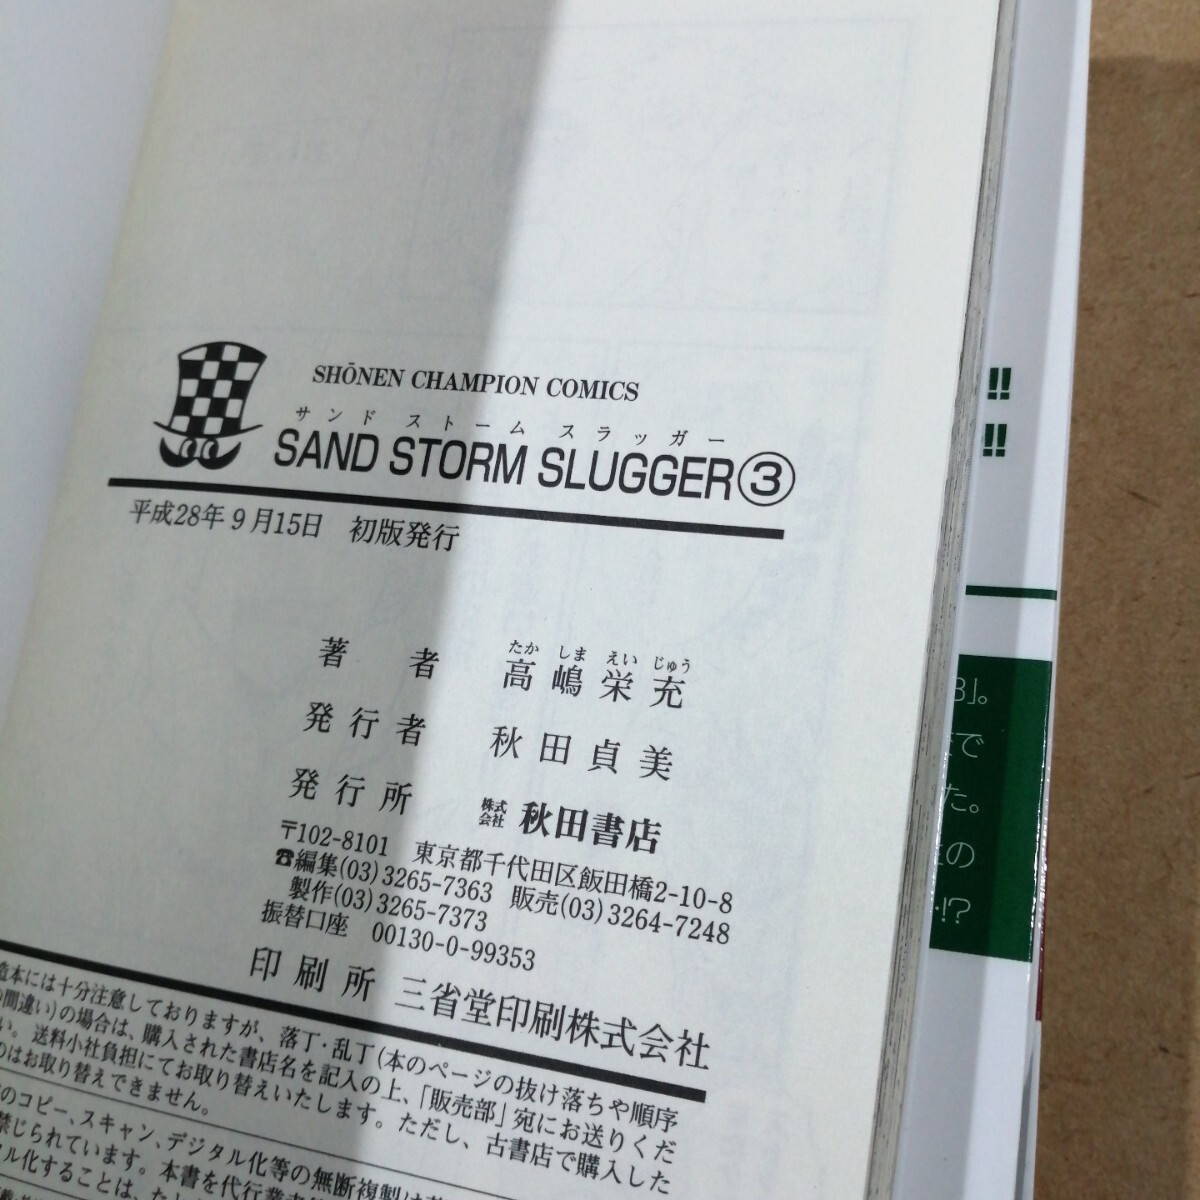 SHŌNEN CHAMPION COMICS
サンド ストーム スラッガー
SAND STORM SLUGGER③
平成28年9月15日 初版発行
著者 高嶋栄充
たかしまえいじゅう
発行者 秋田貞美
発行所 株式会社 秋田書店
〒102-8101 東京都千代田区飯田橋2-10-8
☎編集(03)3265-7363 販売(03)3264-7248
製作(03)3265-7373
振替口座 00130-0-99353
印刷所 三省堂印刷株式会社
造本には十分注意しておりますが、落丁・乱丁(本のページの抜け落ちや順序
間違い)の場合は、購入された書店名を記入の上、「販売部」宛にお送りくだ
い。送料小社負担にてお取り替えいたします。ただし、古書店で購入した
のはお取り替えできません。
のコピー、スキャン、デジタル化等の無断複製は
禁じられています。本書を代行業者
ル化することは、
!!
!!
」。
で
た。
の
!?